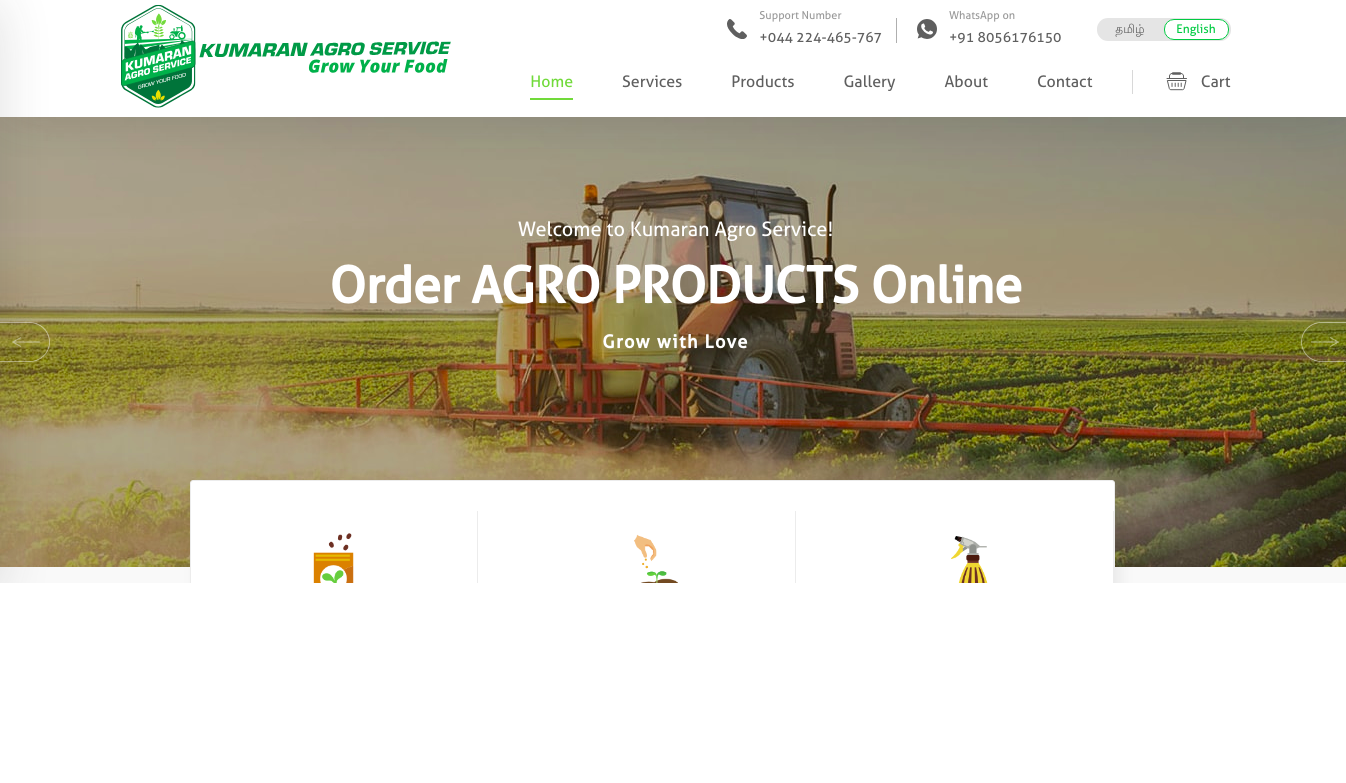 KUMARAN
AGRO SERVICE
GROW YOUR FOOD
KUMARAN AGRO SERVICE
Grow Your Food
Support Number
+044 224-465-767
WhatsApp on
+91 8056176150
தமிழ்
English
Home
Services
Products
Gallery
About
Contact
Cart
Welcome to Kumaran Agro Service!
Order AGRO PRODUCTS Online
Grow with Love